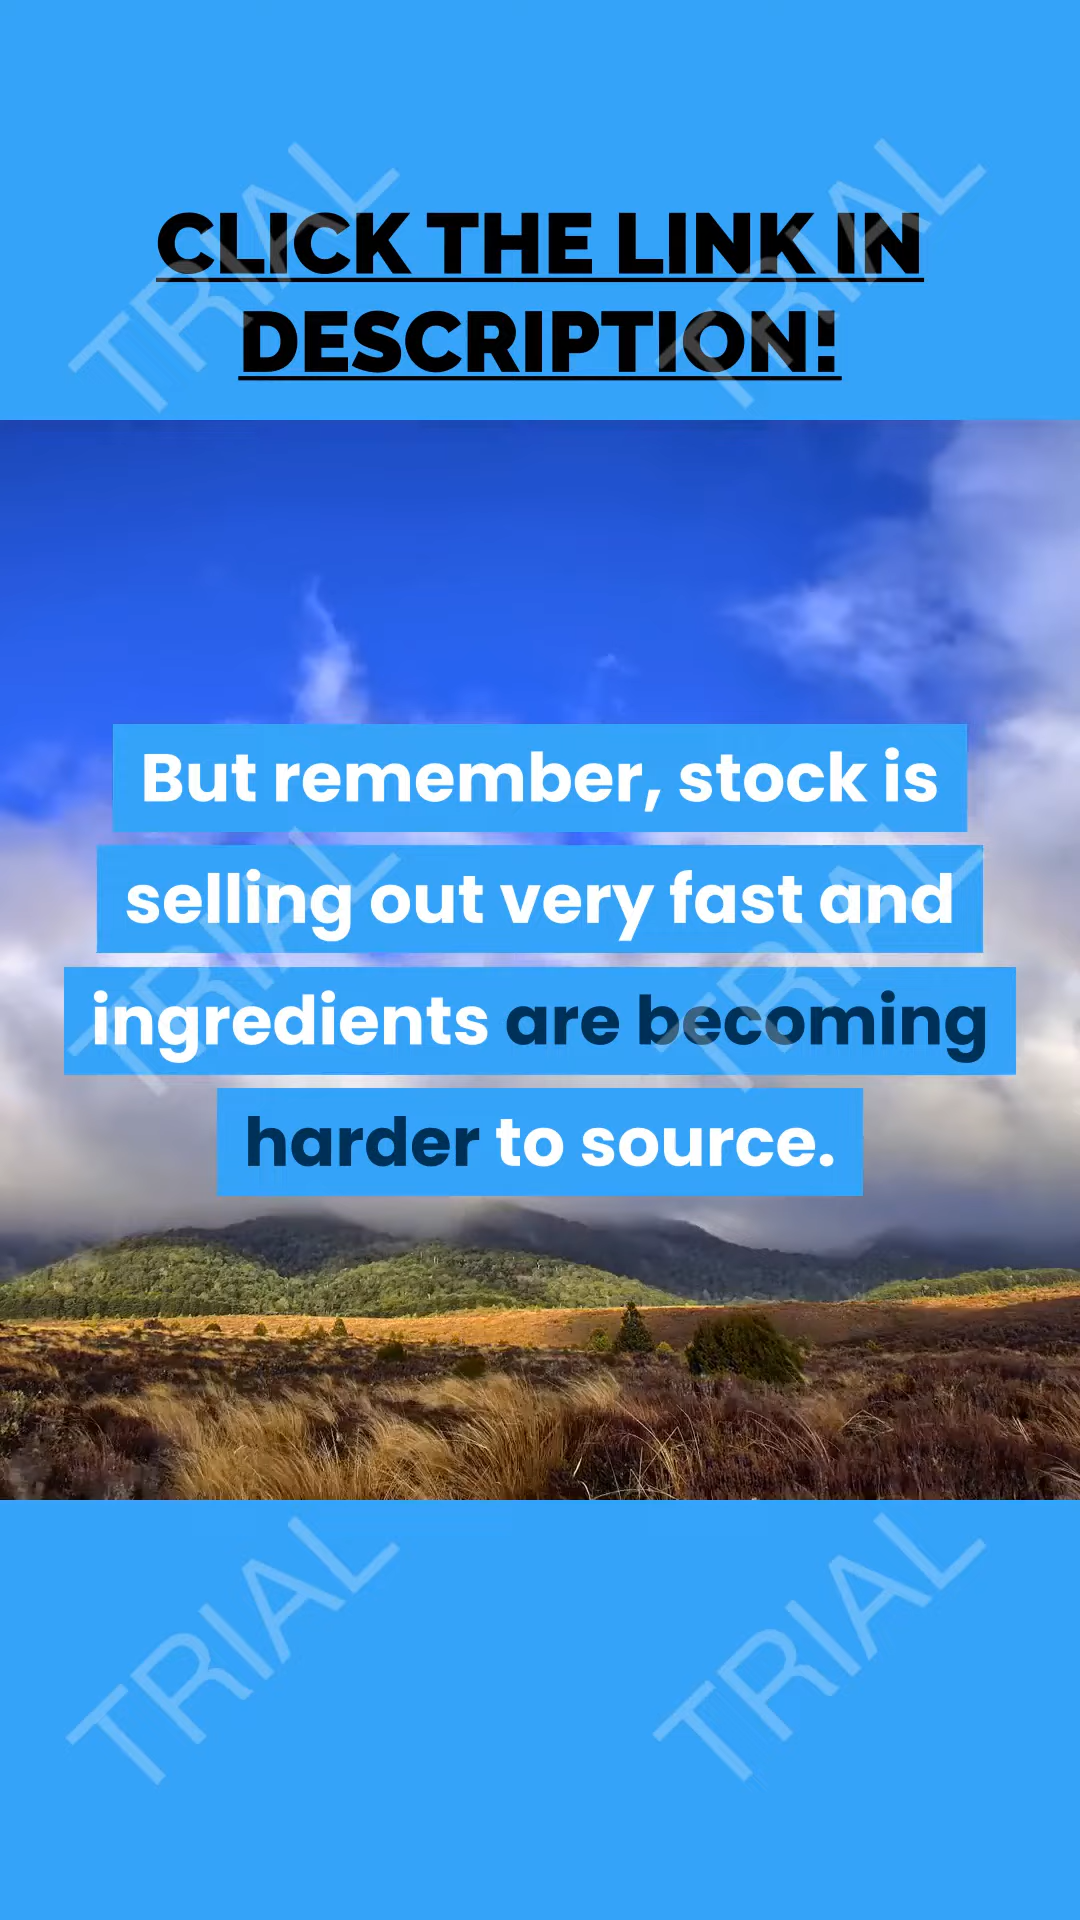 CLICK THE LINK IN
DESCRIPTION!
TRIAL TRIAL
But remember, stock is
selling out very fast and
ingredients are becoming
harder to source.
TRIAL TRIAL
TRIAL TRIAL